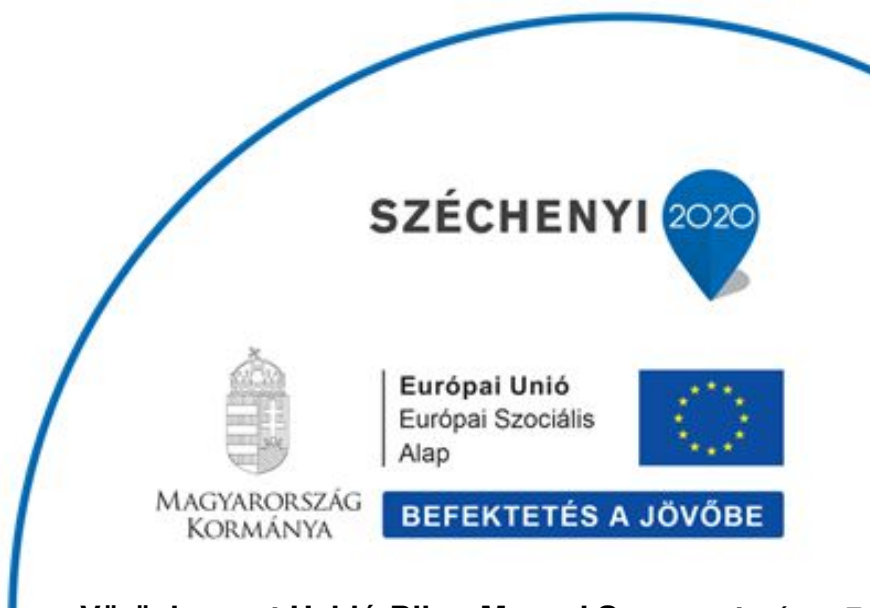 SZÉCHENYI 2020
Európai Unió
Európai Szociális
Alap
MAGYARORSZÁG
KORMÁNYA
BEFEKTETÉS A JÖVŐBE